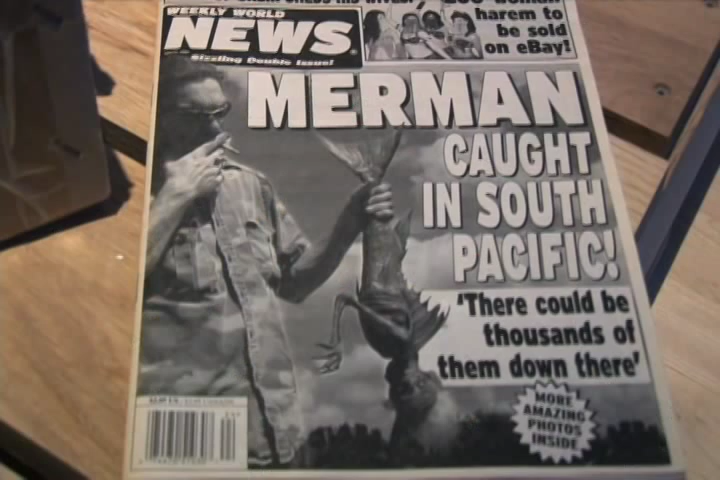 harem to
be sold
on eBay!
WEEKLY WORLD
NEWS
Sizzling Double Issue!
MERMAN
CAUGHT
IN SOUTH
PACIFIC!
'There could be
thousands of
them down there'
MORE
AMAZING
PHOTOS
INSIDE